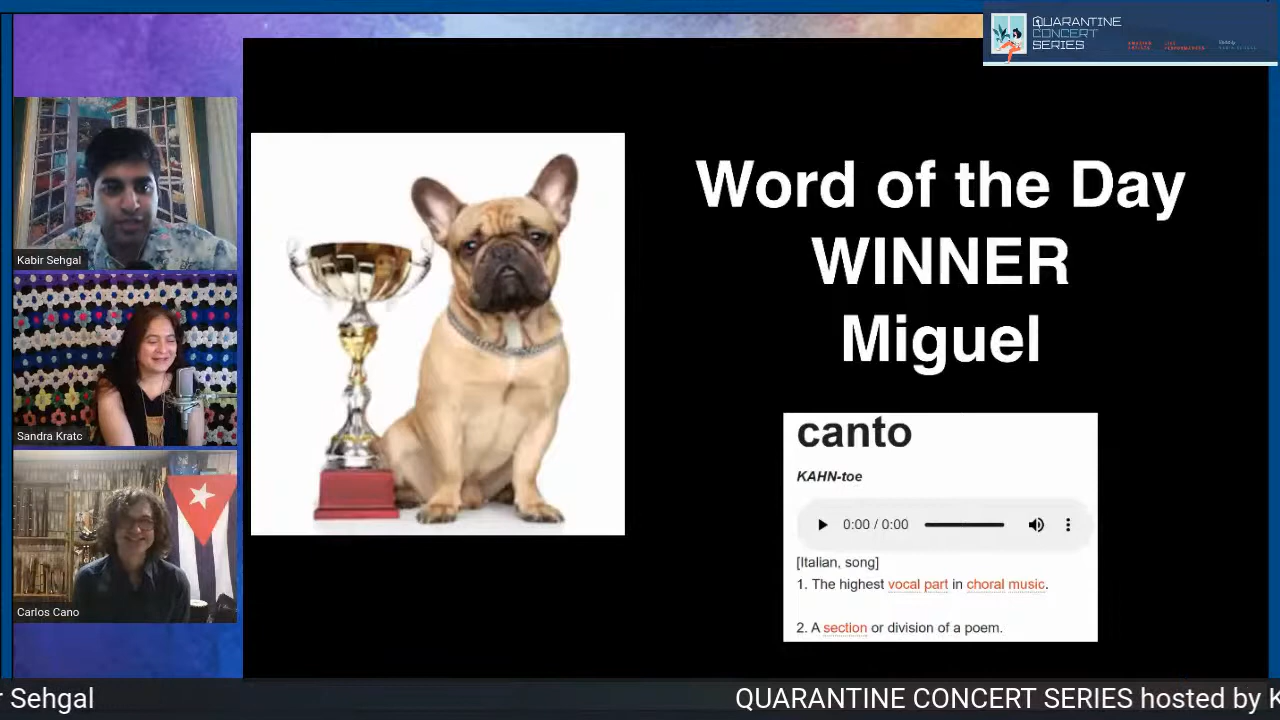 QUARANTINE
CONCERT
SERIES
Word of the Day
WINNER
Miguel
Kabir Sehgal
Sandra Kratc
Carlos Cano
canto
KAHN-toe
0:00 / 0:00
[Italian, song]
1. The highest vocal part in choral music.
2. A section or division of a poem.
r Sehgal
QUARANTINE CONCERT SERIES hosted by K